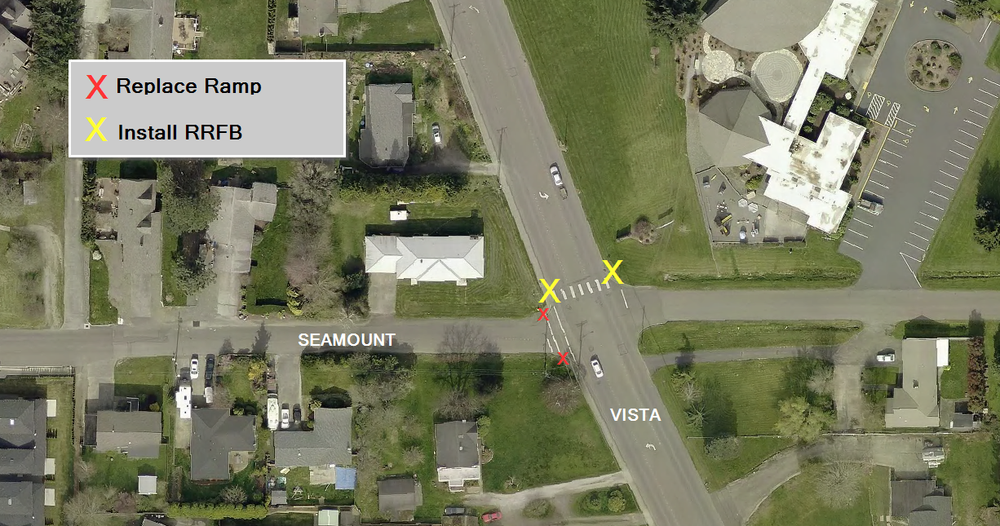 X Replace Ramp
X Install RRFB
X
X
X
SEAMOUNT
X
VISTA